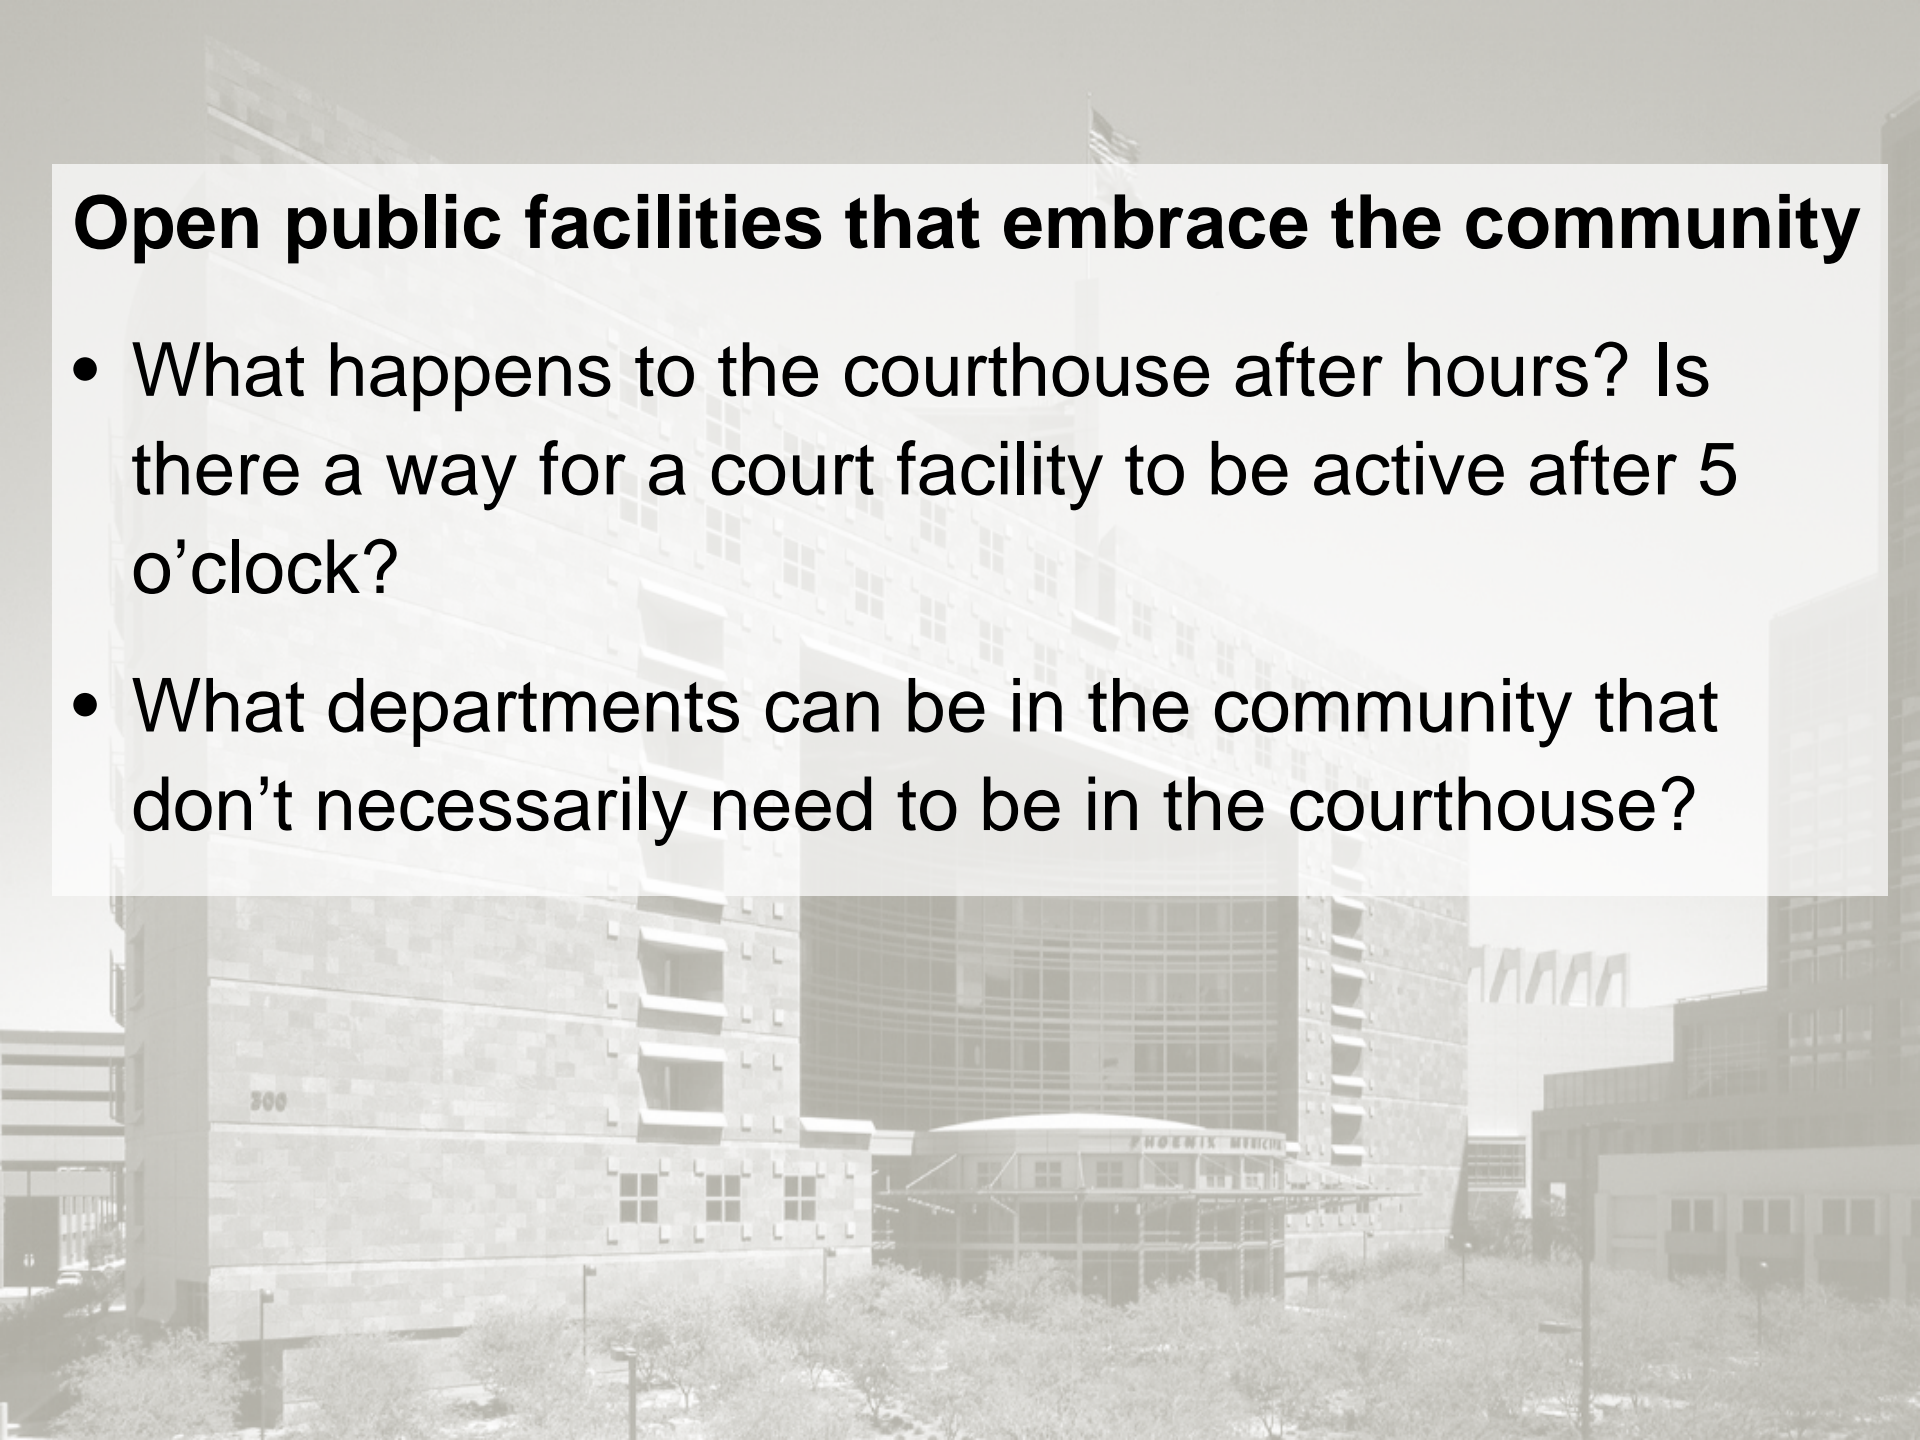 Open public facilities that embrace the community
• What happens to the courthouse after hours? Is
there a way for a court facility to be active after 5
o’clock?
• What departments can be in the community that
don’t necessarily need to be in the courthouse?
300
PHOENIX MUNICIPAL